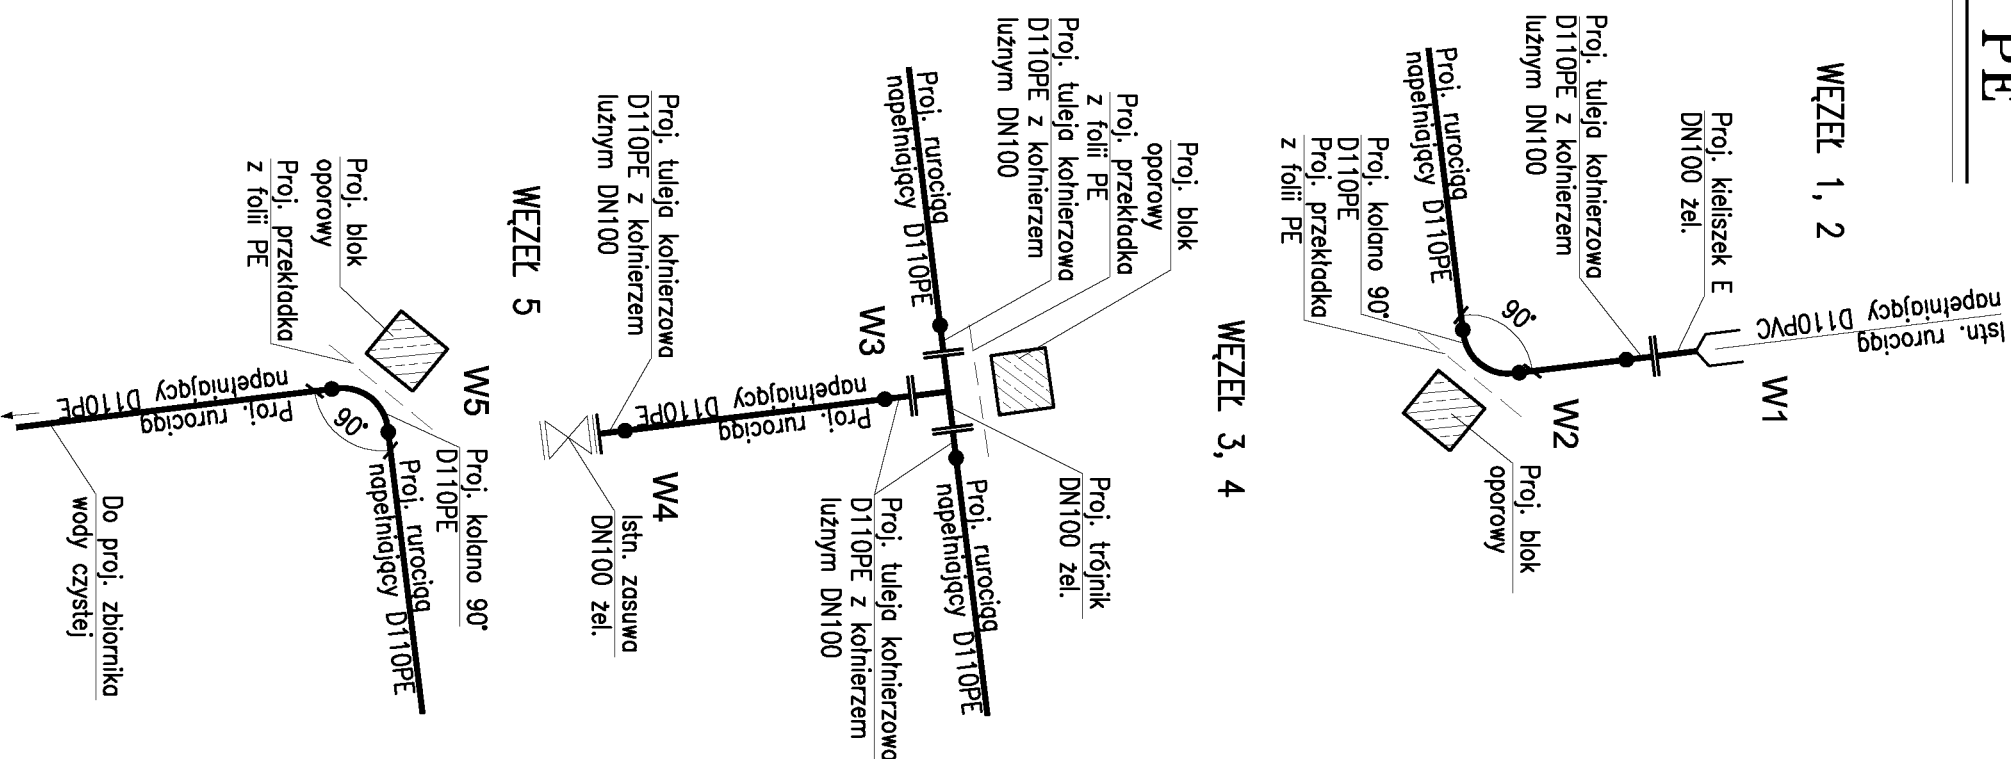 PE
WĘZEŁ 1, 2
Istn. rurociąg
napełniający D110PVC
Proj. kieliszek E
DN100 żel.
W1
Proj. tuleja kołnierzowa
D110PE z kołnierzem
luźnym DN100
W2
90°
Proj. rurociąg
napełniający D110PE
Proj. kolano 90°
D110PE
Proj. przekładka
z folii PE
Proj. blok
oporowy
WĘZEŁ 3, 4
Proj. blok
oporowy
Proj. przekładka
z folii PE
Proj. tuleja kołnierzowa
D110PE z kołnierzem
luźnym DN100
Proj. rurociąg
napełniający D110PE
W3
Proj. trójnik
DN100 żel.
Proj. rurociąg
napełniający D110PE
Proj. tuleja kołnierzowa
D110PE z kołnierzem
luźnym DN100
Proj. rurociąg
napełniający D110PE
Proj. tuleja kołnierzowa
D110PE z kołnierzem
luźnym DN100
W4
Istn. zasuwa
DN100 żel.
WĘZEŁ 5
W5
Proj. blok
oporowy
Proj. przekładka
z folii PE
Proj. kolano 90°
D110PE
90°
Proj. rurociąg
napełniający D110PE
Proj. rurociąg
napełniający D110PE
Do proj. zbiornika
wody czystej